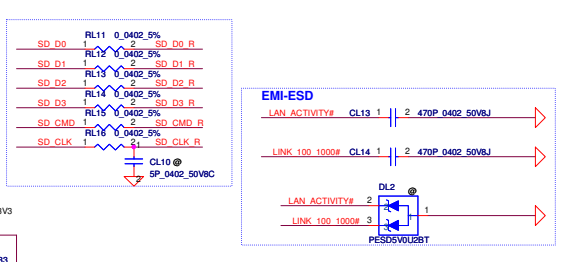 RL11 0_0402_5%
SD_D0 1 2 SD_D0_R
RL12 0_0402_5%
SD_D1 1 2 SD_D1_R
RL13 0_0402_5%
SD_D2 1 2 SD_D2_R
RL14 0_0402_5%
SD_D3 1 2 SD_D3_R
RL15 0_0402_5%
SD_CMD 1 2 SD_CMD_R
RL16 0_0402_5%
SD_CLK 1 2 SD_CLK_R
1
CL10 @
5P_0402_50V8C
2
EMI-ESD
LAN_ACTIVITY# CL13 1 2 470P_0402_50V8J
LINK_100_1000# CL14 1 2 470P_0402_50V8J
DL2 @
LAN_ACTIVITY# 2
1 1
LINK_100_1000# 3
PESD5V0U2BT